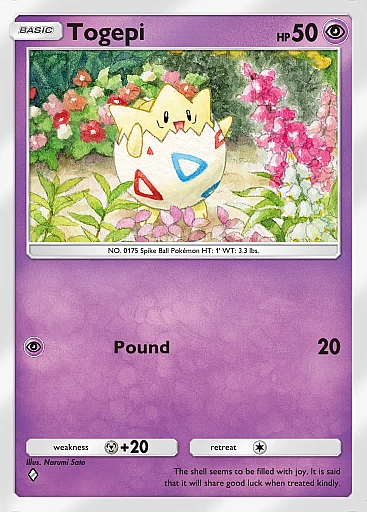 BASIC
Togepi
HP 50
NO. 0175 Spike Ball Pokémon HT: 1' WT: 3.3 lbs.
Pound 20
weakness +20 retreat
Illus. Narumi Sato
The shell seems to be filled with joy. It is said
that it will share good luck when treated kindly.